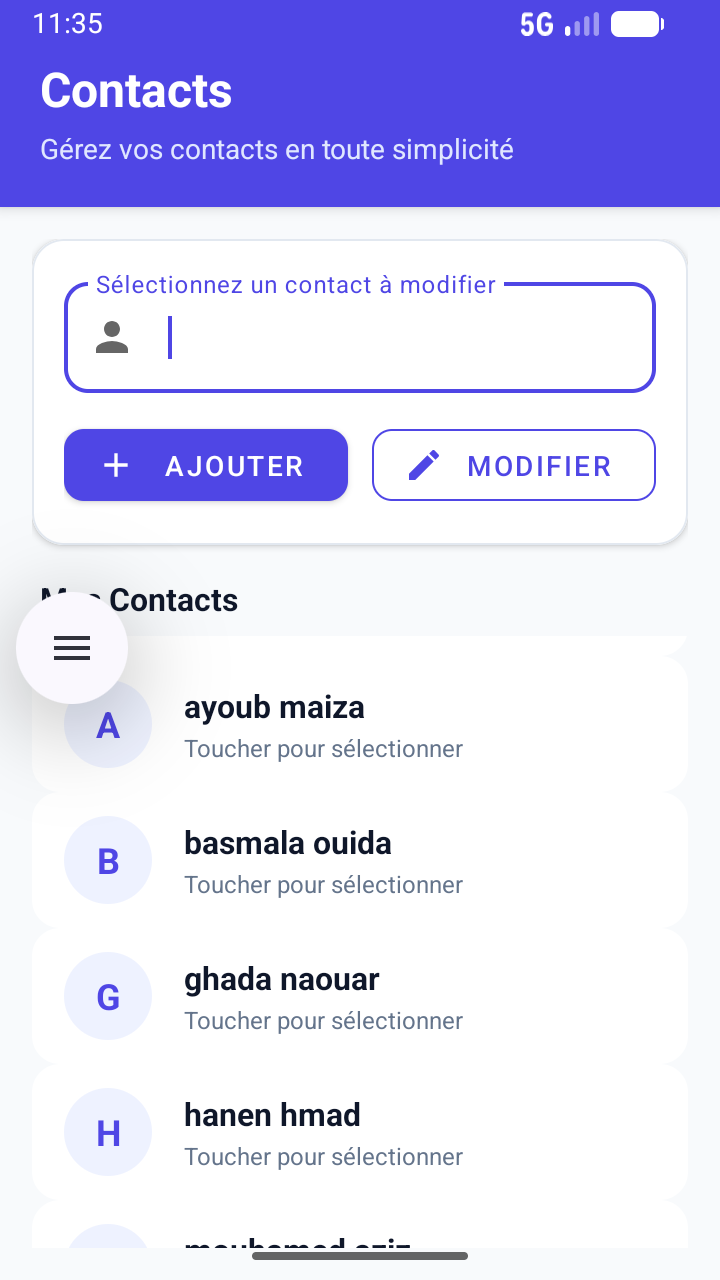 11:35
5G
Contacts
Gérez vos contacts en toute simplicité
Sélectionnez un contact à modifier
AJOUTER
MODIFIER
Contacts
A
ayoub maiza
Toucher pour sélectionner
B
basmala ouida
Toucher pour sélectionner
G
ghada naouar
Toucher pour sélectionner
H
hanen hmad
Toucher pour sélectionner